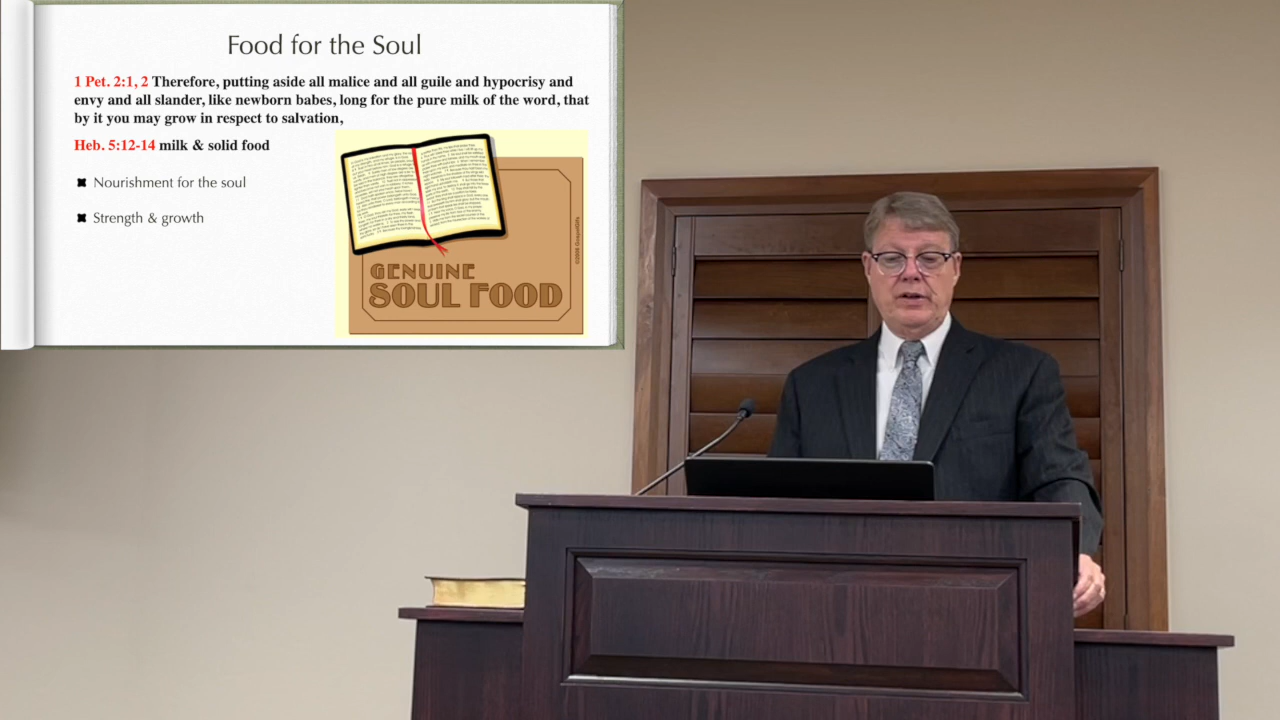 Food for the Soul
1 Pet. 2:1, 2 Therefore, putting aside all malice and all guile and hypocrisy and
envy and all slander, like newborn babes, long for the pure milk of the word, that
by it you may grow in respect to salvation,
Heb. 5:12-14 milk & solid food
Nourishment for the soul
Strength & growth
GENUINE
SOUL FOOD